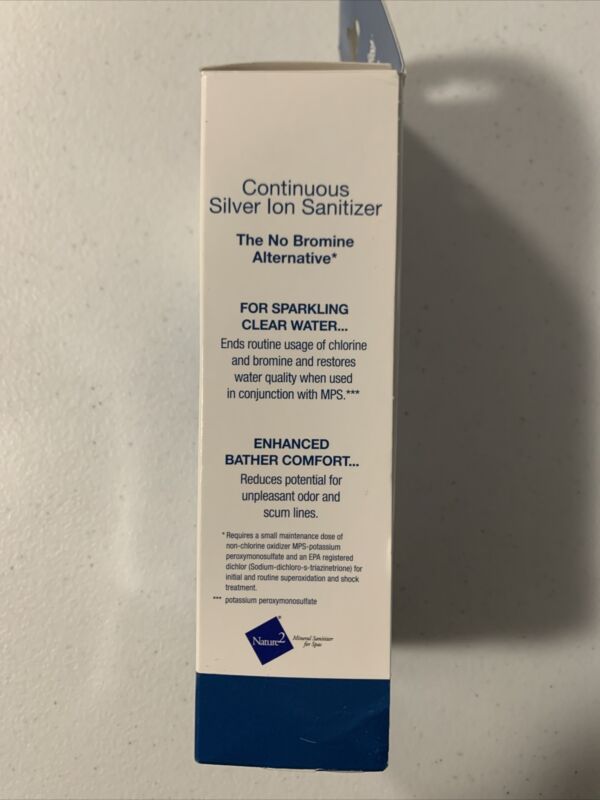 Continuous
Silver Ion Sanitizer
The No Bromine
Alternative*
FOR SPARKLING
CLEAR WATER...
Ends routine usage of chlorine
and bromine and restores
water quality when used
in conjunction with MPS.***
ENHANCED
BATHER COMFORT...
Reduces potential for
unpleasant odor and
scum lines.
* Requires a small maintenance dose of
non-chlorine oxidizer MPS-potassium
peroxymonosulfate and an EPA registered
dichlor (Sodium-dichloro-s-triazinetrione) for
initial and routine superoxidation and shock
treatment.
*** potassium peroxymonosulfate
Nature2®
Mineral Sanitizer
for Spas